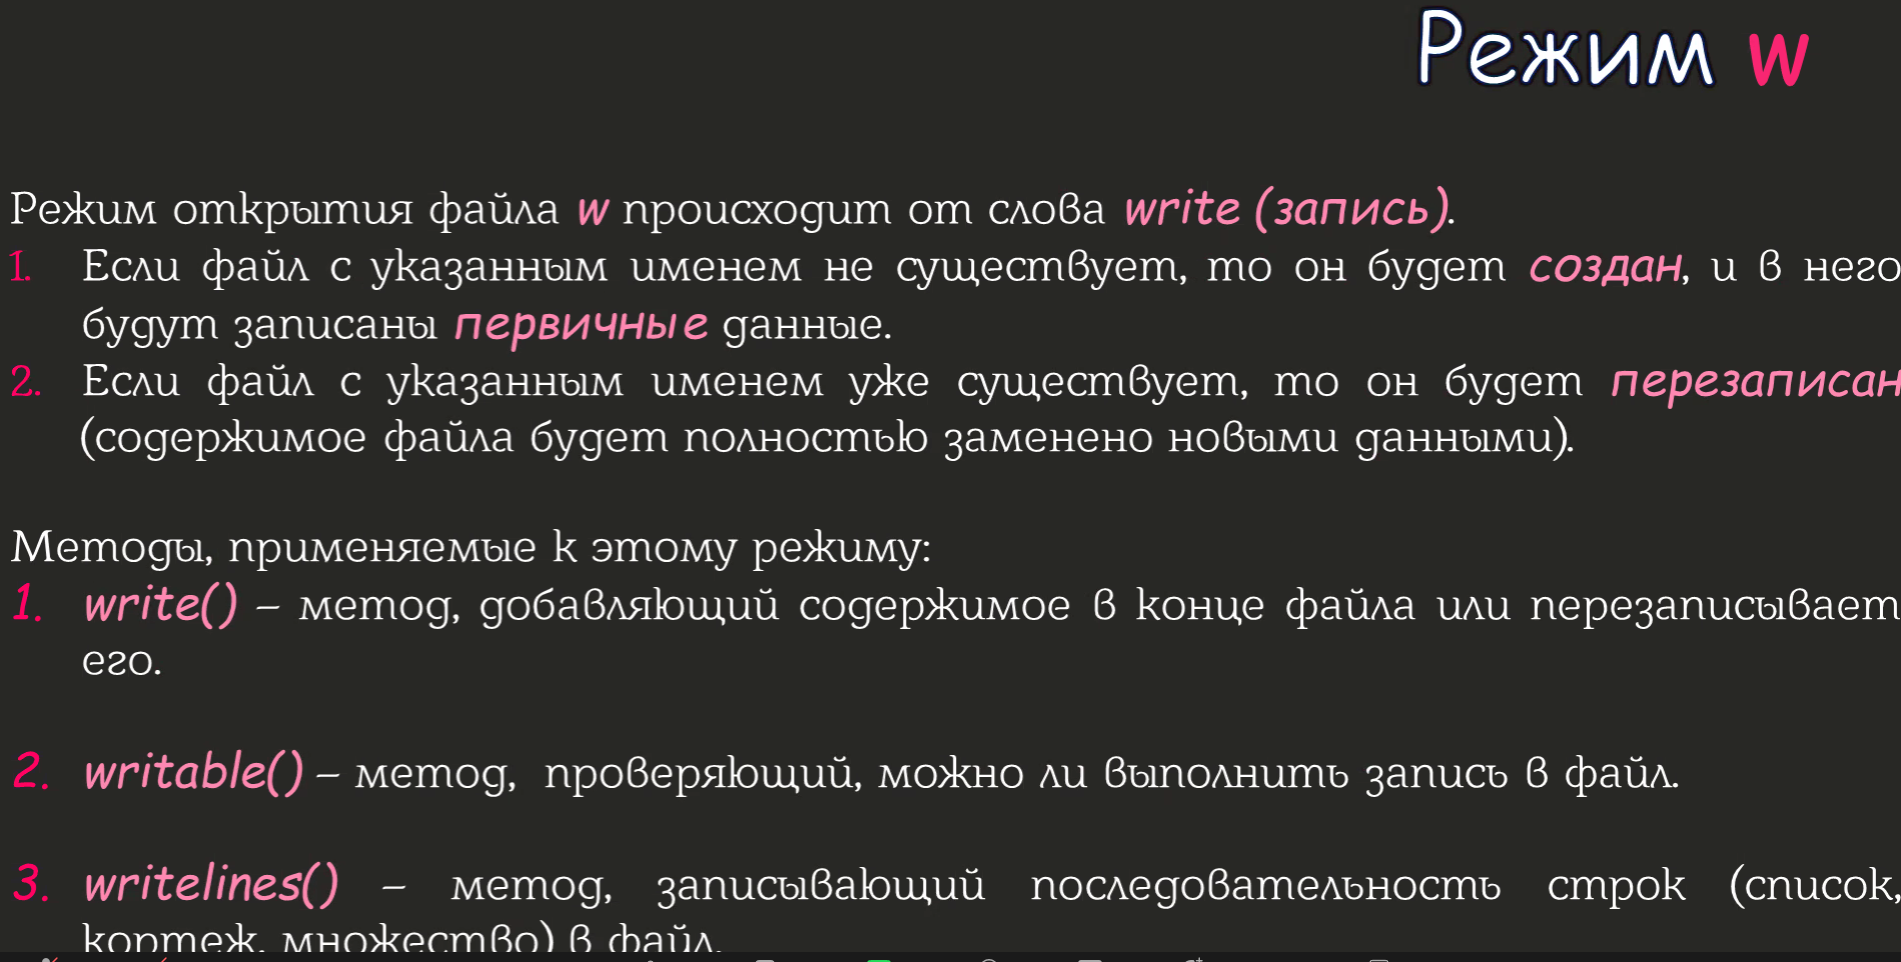 Режим w
Режим открытия файла w происходит от слова write (запись).
1. Если файл с указанным именем не существует, то он будет создан, и в него
будут записаны первичные данные.
2. Если файл с указанным именем уже существует, то он будет перезаписан
(содержимое файла будет полностью заменено новыми данными).
Методы, применяемые к этому режиму:
1. write() – метод, добавляющий содержимое в конце файла или перезаписывает
его.
2. writable() – метод, проверяющий, можно ли выполнить запись в файл.
3. writelines() – метод, записывающий последовательность строк (список,
кортеж, множество) в файл.